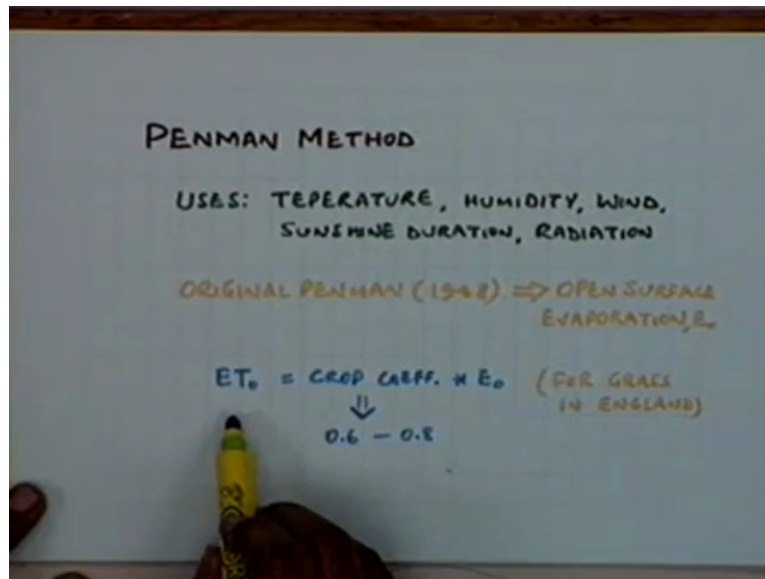 PENMAN METHOD
USES: TEPERATURE, HUMIDITY, WIND,
SUNSHINE DURATION, RADIATION
ORIGINAL PENMAN (1948) ⇒ OPEN SURFACE
EVAPORATION, E₀
ET₀ = CROP COEFF. * E₀ (FOR GRASS
IN ENGLAND)
⇓
0.6 - 0.8